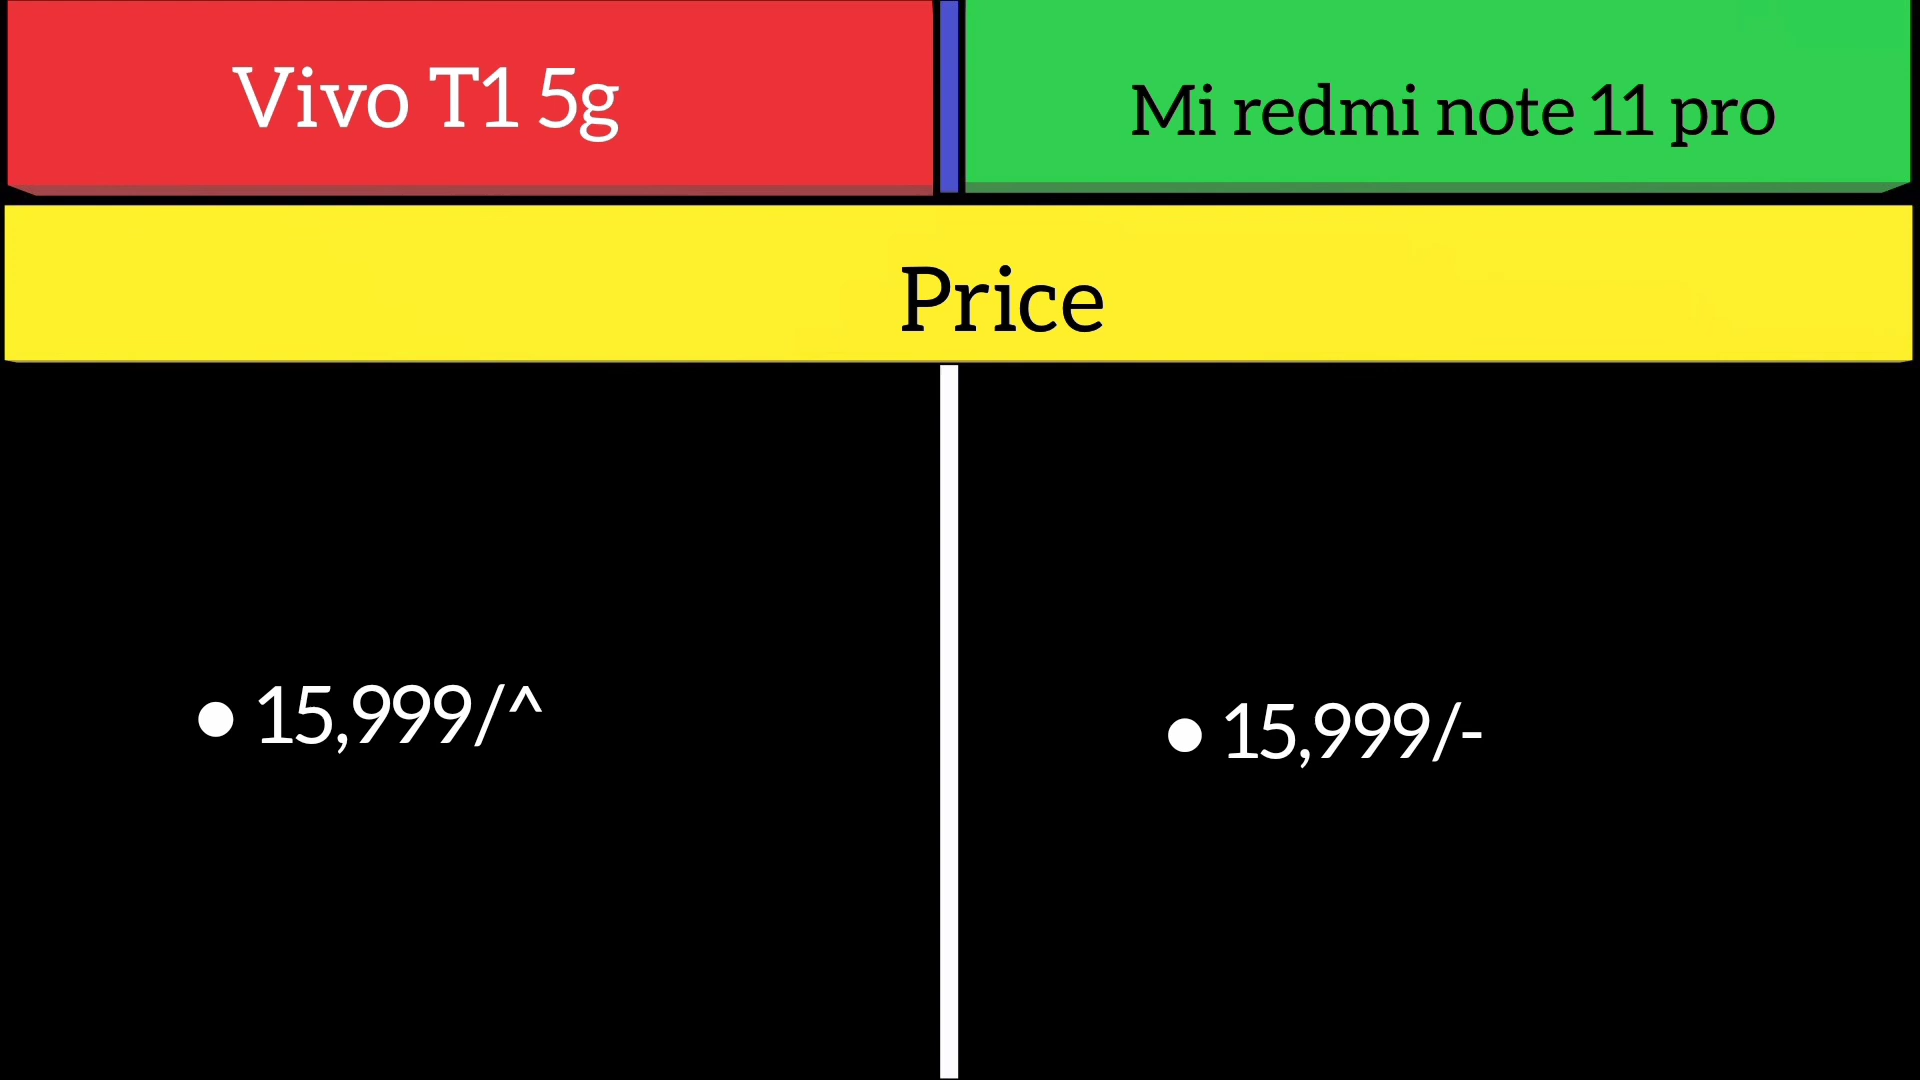 Vivo T1 5g
Mi redmi note 11 pro
Price
● 15,999/^
● 15,999/-